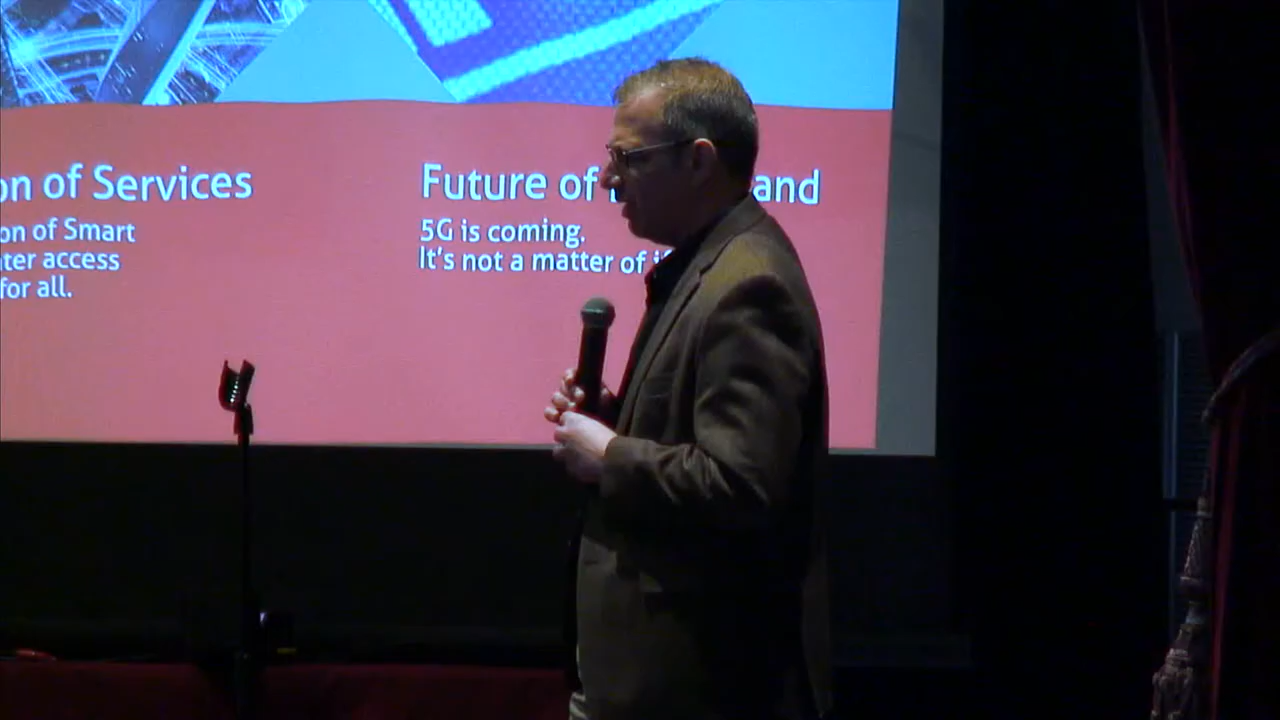 on of Services
on of Smart
ter access
for all.
Future of and
5G is coming.
It's not a matter of